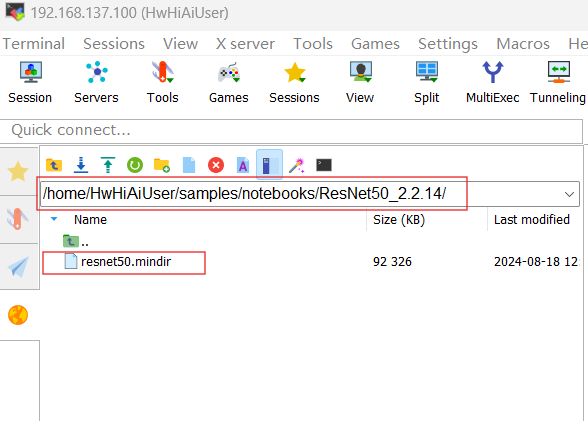 192.168.137.100 (HwHiAiUser)
Terminal Sessions View X server Tools Games Settings Macros He
Session Servers Tools Games Sessions View Split MultiExec Tunneling
Quick connect...
/home/HwHiAiUser/samples/notebooks/ResNet50_2.2.14/
Name Size (KB) Last modified
..
resnet50.mindir 92 326 2024-08-18 12: